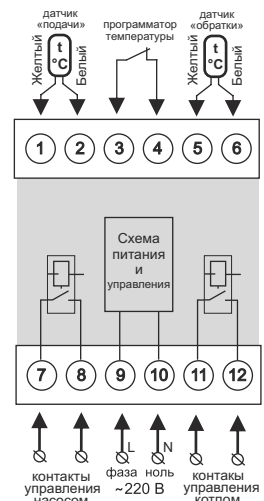 датчик
«подачи»
программатор
температуры
датчик
«обратки»
Желтый
t
°C
Белый
Желтый
t
°C
Белый
1 2 3 4 5 6
Схема
питания
и
управления
7 8 9 10 11 12
L N
контакты
управления
насосом
фаза ноль
~220 В
контакы
управления
котлом